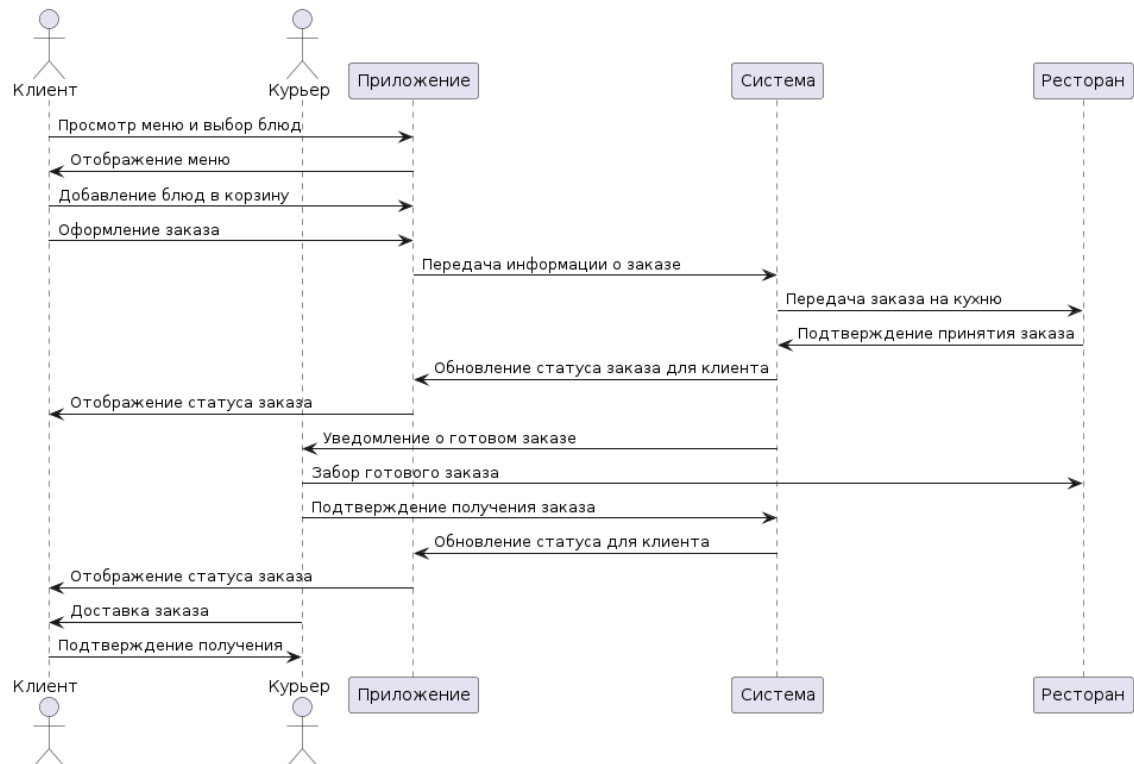 Клиент
Курьер
Приложение
Система
Ресторан
Просмотр меню и выбор блюд
Отображение меню
Добавление блюд в корзину
Оформление заказа
Передача информации о заказе
Передача заказа на кухню
Подтверждение принятия заказа
Обновление статуса заказа для клиента
Отображение статуса заказа
Уведомление о готовом заказе
Забор готового заказа
Подтверждение получения заказа
Обновление статуса для клиента
Отображение статуса заказа
Доставка заказа
Подтверждение получения
Клиент
Курьер
Приложение
Система
Ресторан